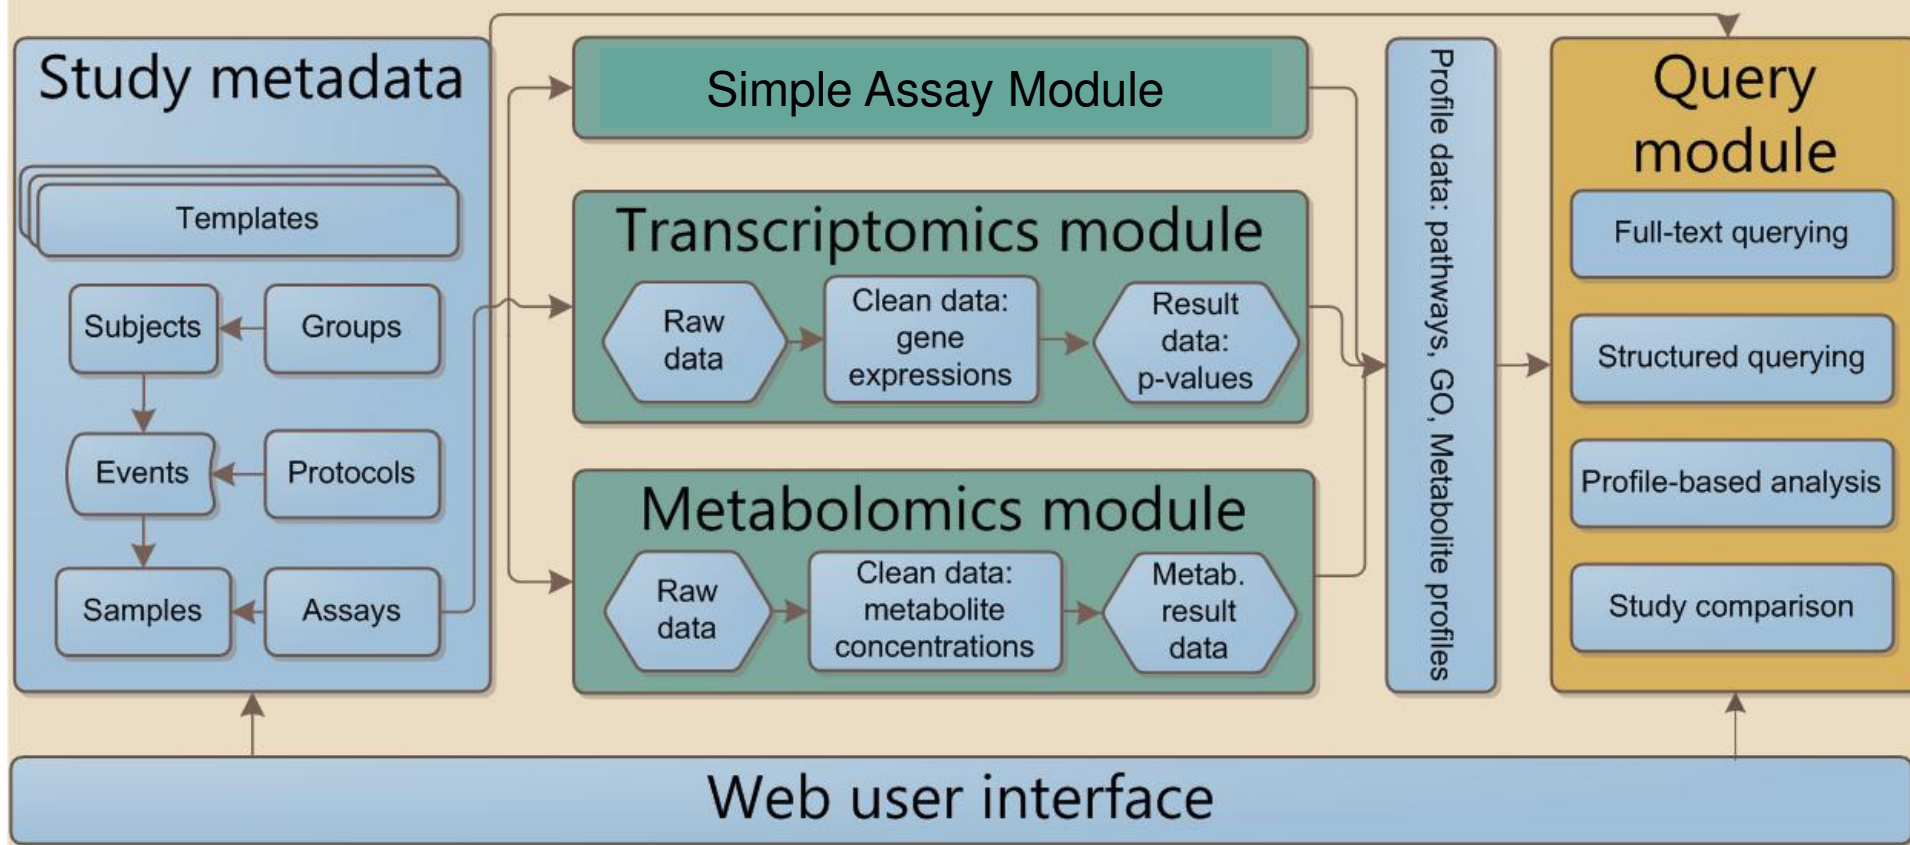 Study metadata
Templates
Subjects
Groups
Events
Protocols
Samples
Assays
Simple Assay Module
Transcriptomics module
Raw
data
Clean data:
gene
expressions
Result
data:
p-values
Metabolomics module
Raw
data
Clean data:
metabolite
concentrations
Metab.
result
data
Profile data: pathways, GO, Metabolite profiles
Query
module
Full-text querying
Structured querying
Profile-based analysis
Study comparison
Web user interface